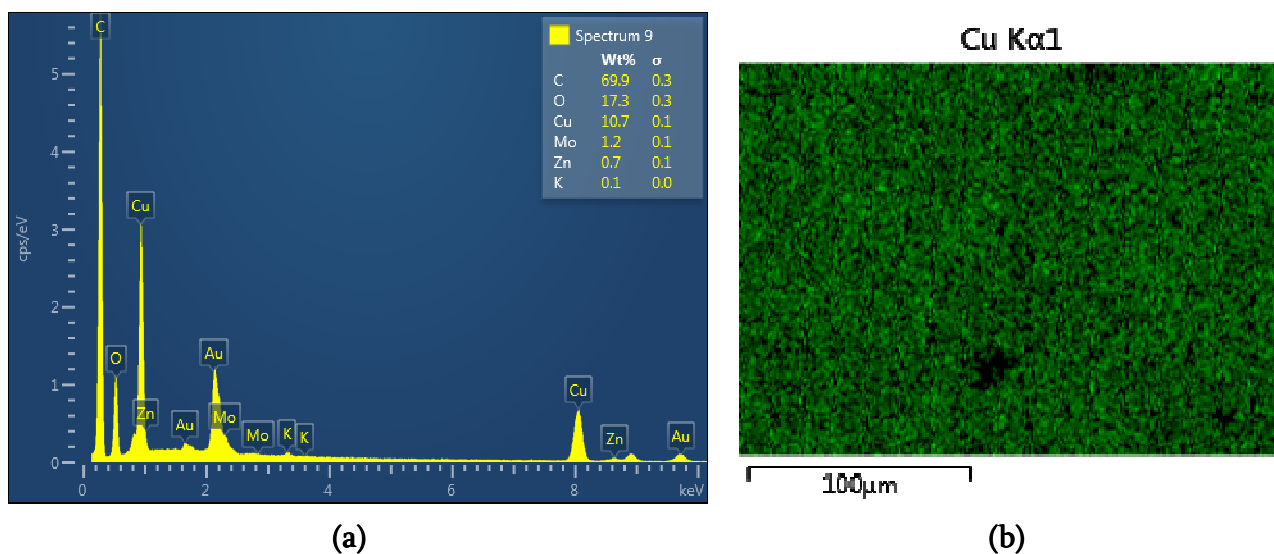 Spectrum 9
Wt% σ
C 69.9 0.3
O 17.3 0.3
Cu 10.7 0.1
Mo 1.2 0.1
Zn 0.7 0.1
K 0.1 0.0
C
Cu
O
Zn
Au
Au
Mo
Mo
K
K
Cu
Zn
Au
cps/eV
5
4
3
2
1
0
0 2 4 6 8 keV
(a)
Cu Kα1
100µm
(b)